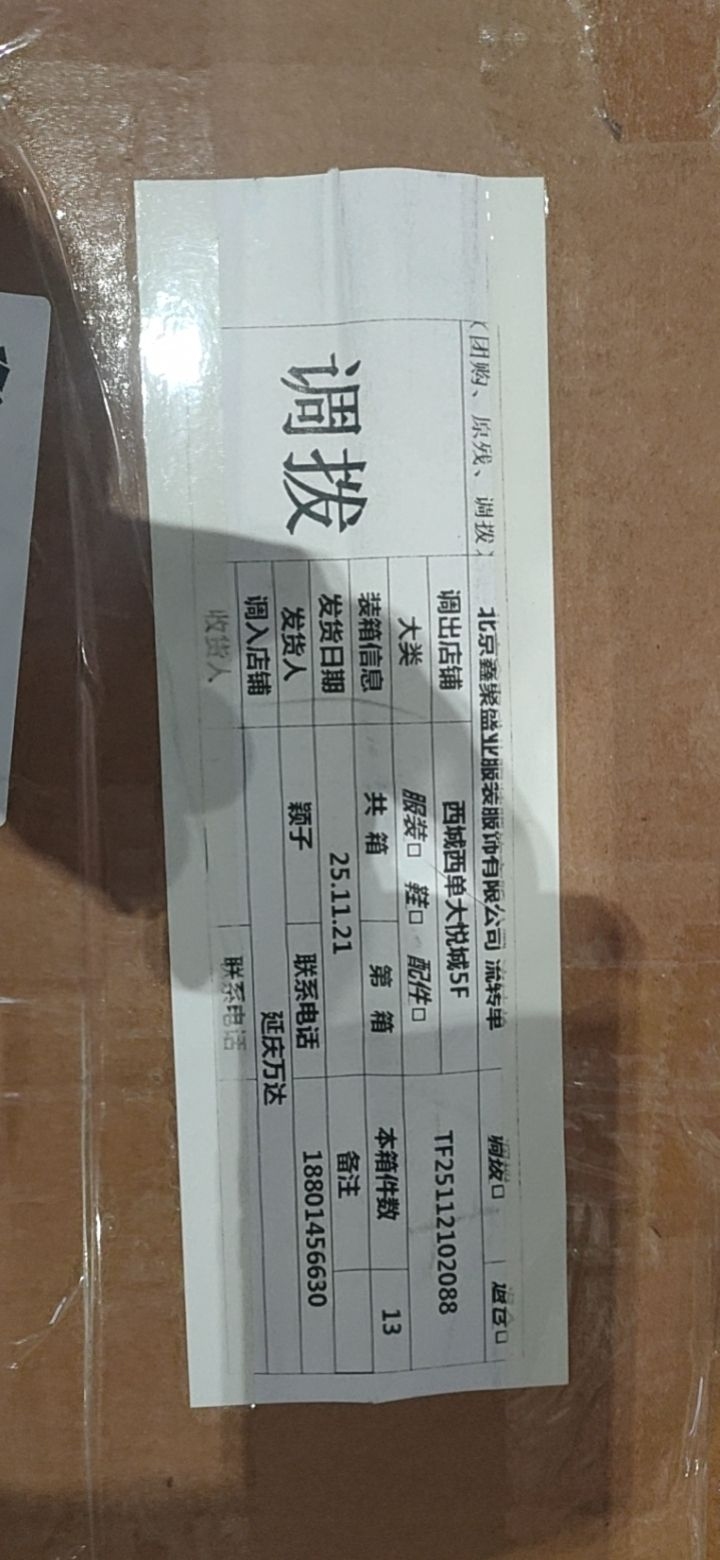 （团购、原残、调拨）
调拨
北京鑫聚盛业服装服饰有限公司 流转单 调拨□ 返仓□
调出店铺 西城西单大悦城5F TF25112102088
大类 服装□ 鞋□ 配件□
装箱信息 共 箱 第 箱 本箱件数 13
发货日期 25.11.21 备注
发货人 颖子 联系电话 18801456630
调入店铺 延庆万达
收货人 联系电话